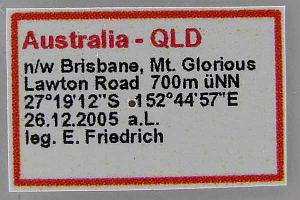 Australia - QLD
n/w Brisbane, Mt. Glorious
Lawton Road 700m üNN
27°19'12"S 152°44'57"E
26.12.2005 a.L.
leg. E. Friedrich